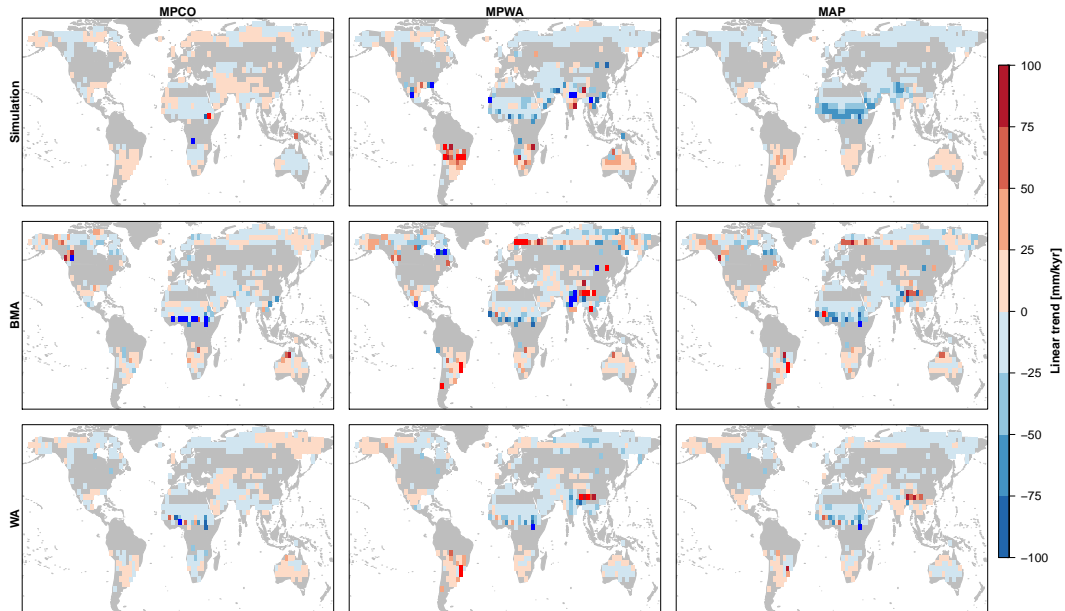 MPCO MPWA MAP
Simulation
BMA
WA
100
75
50
25
0
−25
−50
−75
−100
Linear trend [mm/kyr]